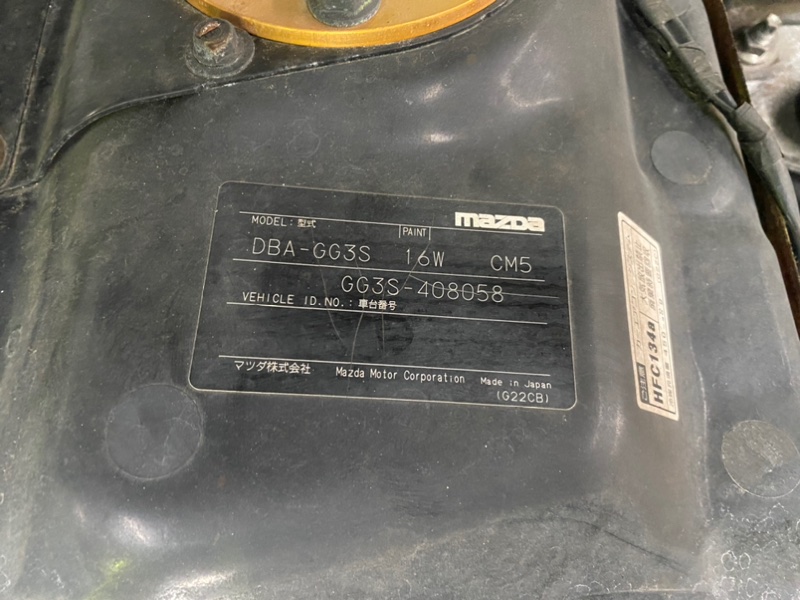 mazda
MODEL: 型式 PAINT
DBA-GG3S 16W CM5
GG3S-408058
VEHICLE ID.NO.: 車台番号
マツダ株式会社 Mazda Motor Corporation Made in Japan
(G22CB)
HFC134a